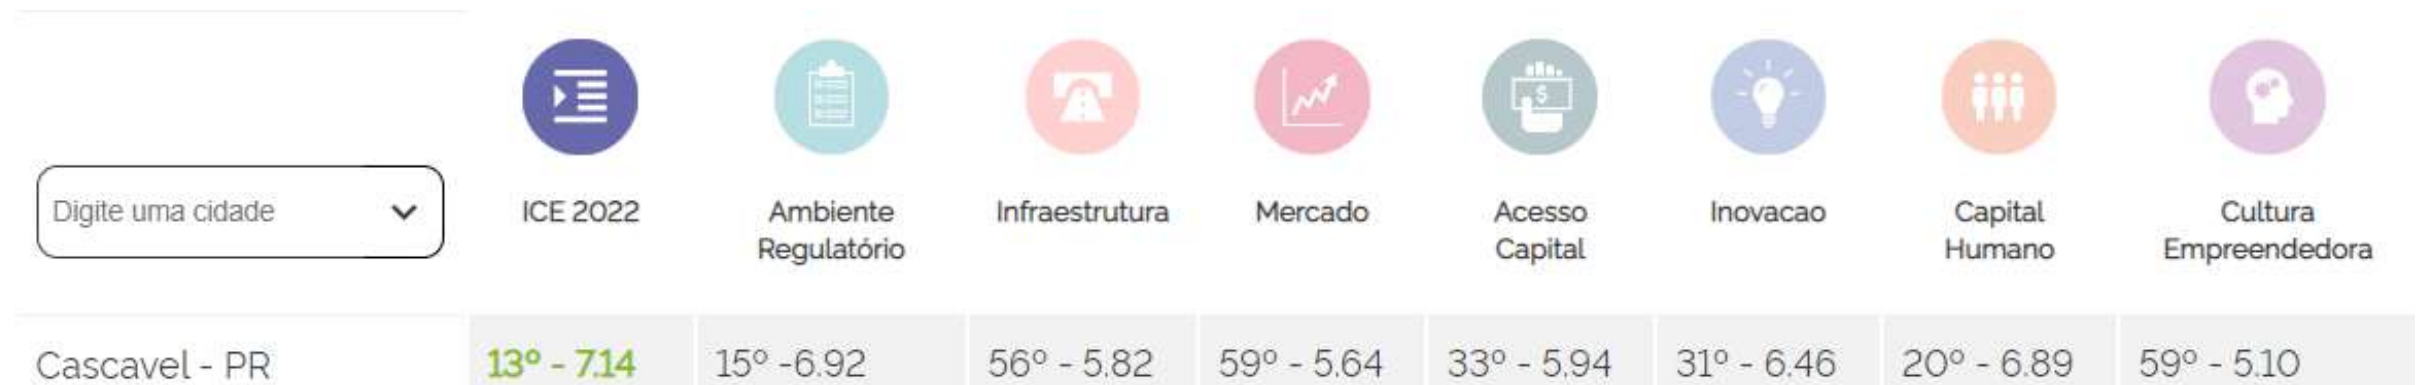 Digite uma cidade
ICE 2022
Ambiente
Regulatório
Infraestrutura
Mercado
Acesso
Capital
Inovacao
Capital
Humano
Cultura
Empreendedora
Cascavel - PR
13º - 7.14
15º -6.92
56º - 5.82
59º - 5.64
33º - 5.94
31º - 6.46
20º - 6.89
59º - 5.10